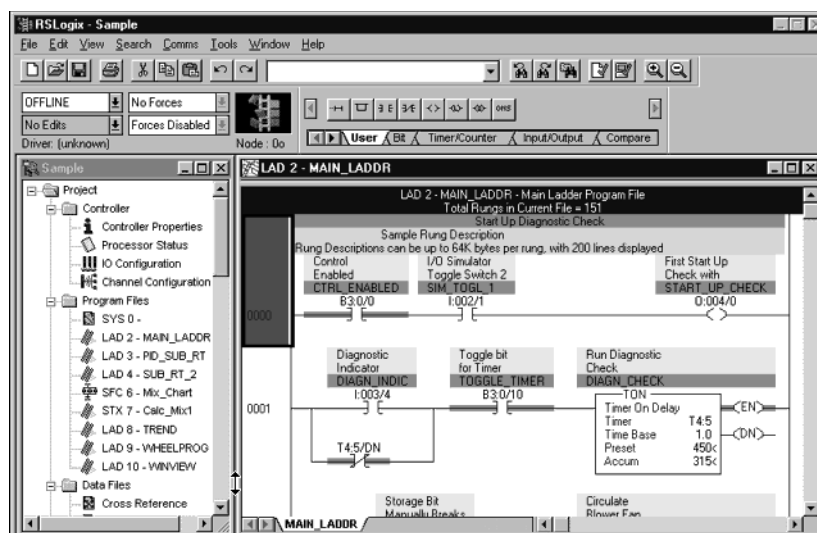 RSLogix - Sample
File Edit View Search Comms Tools Window Help
OFFLINE No Forces
No Edits Forces Disabled
Driver: (unknown) Node : 0o
User Bit Timer/Counter Input/Output Compare
Sample
Project
Controller
Controller Properties
Processor Status
IO Configuration
Channel Configuration
Program Files
SYS 0 -
LAD 2 - MAIN_LADDR
LAD 3 - PID_SUB_RT
LAD 4 - SUB_RT_2
SFC 6 - Mix_Chart
STX 7 - Calc_Mix1
LAD 8 - TREND
LAD 9 - WHEELPROG
LAD 10 - WINVIEW
Data Files
Cross Reference
LAD 2 - MAIN_LADDR
LAD 2 - MAIN_LADDR - Main Ladder Program File
Total Rungs in Current File = 151
Start Up Diagnostic Check
Sample Rung Description
Rung Descriptions can be up to 64K bytes per rung, with 200 lines displayed
Control I/O Simulator First Start Up
Enabled Toggle Switch 2 Check with
CTRL_ENABLED SIM_TOGL_1 START_UP_CHECK
B3:0/0 I:002/1 O:004/0
0000
Diagnostic Toggle bit Run Diagnostic
Indicator for Timer Check
DIAGN_INDIC TOGGLE_TIMER DIAGN_CHECK
I:003/4 B3:0/10 TON
0001 Timer On Delay EN
Timer T4:5
Time Base 1.0 DN
T4:5/DN Preset 450<
Accum 315<
Storage Bit Circulate
Manually Breaks Blower Fan
MAIN_LADDR